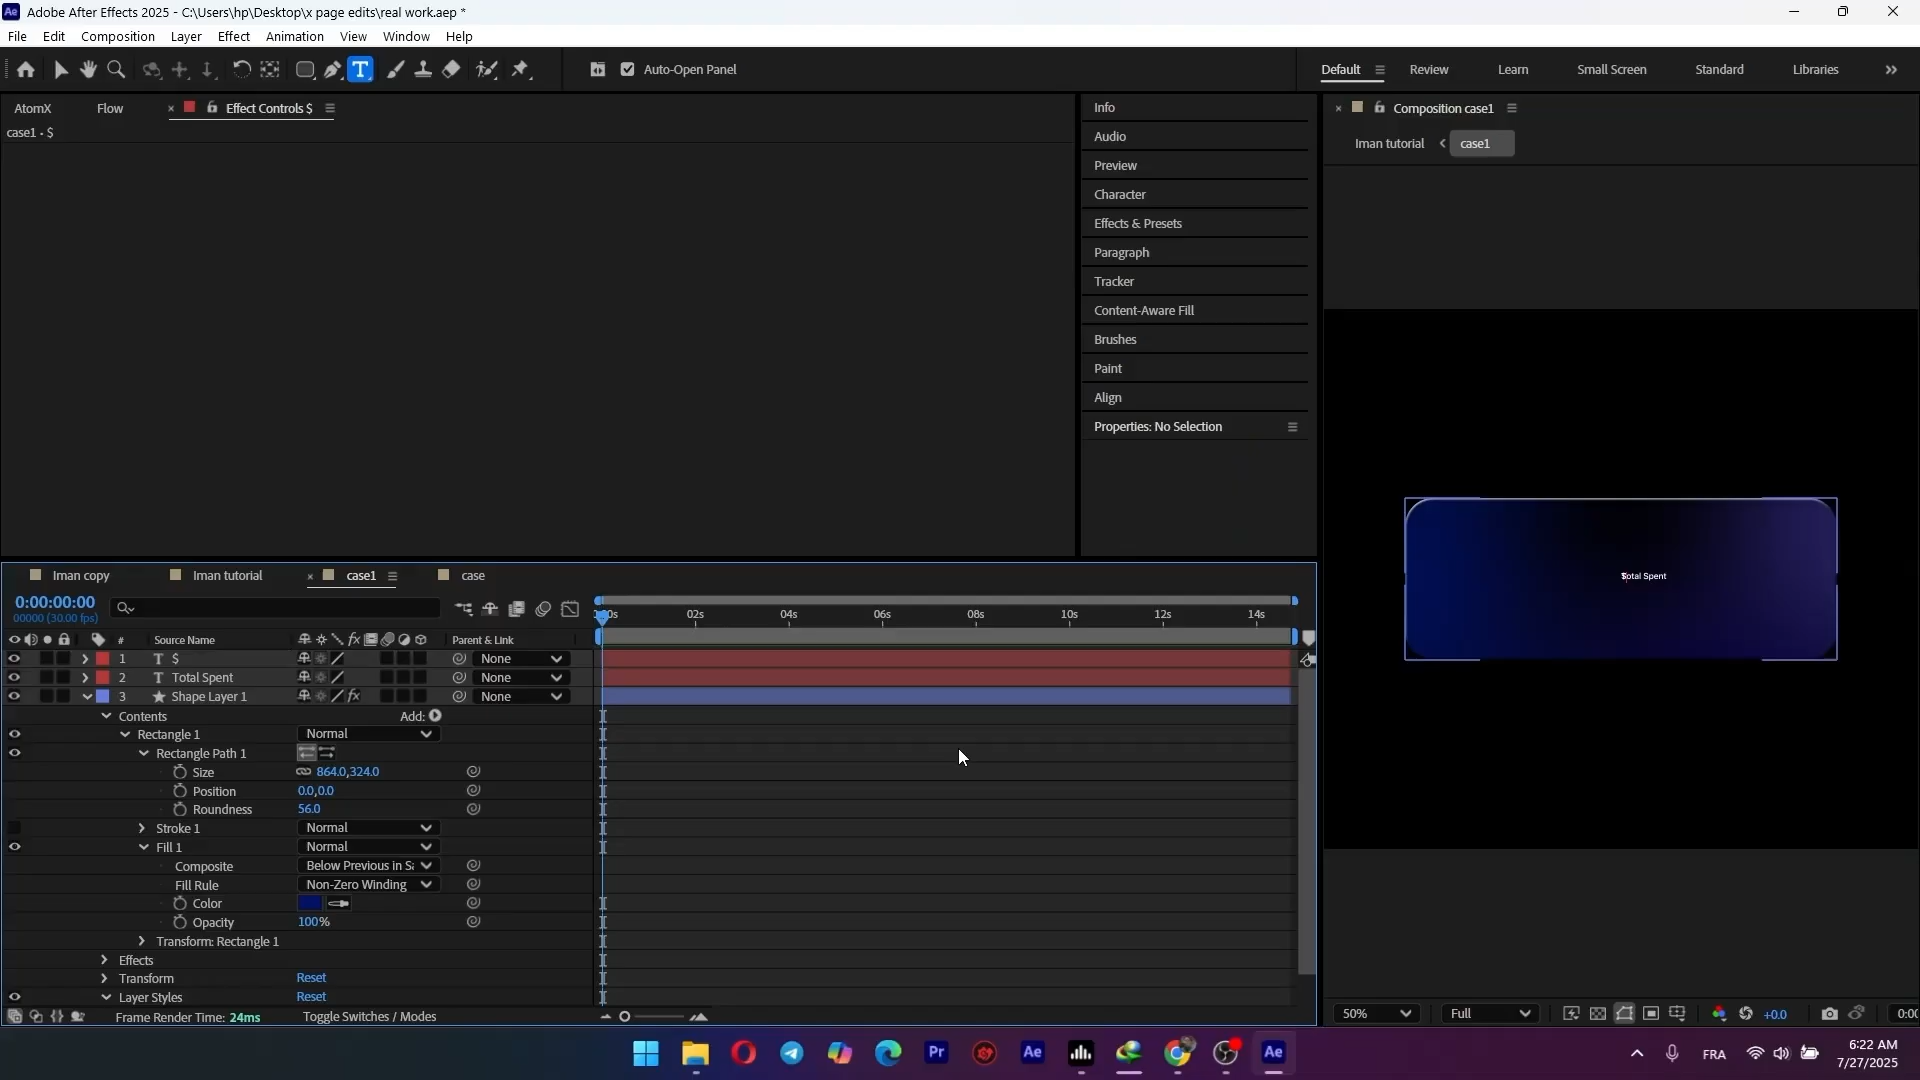 Adobe After Effects 2025 - C:\Users\hp\Desktop\x page edits\real work.aep *
File Edit Composition Layer Effect Animation View Window Help
Auto-Open Panel
Default Review Learn Small Screen Standard Libraries
AtomX Flow Effect Controls $
case1 • $
Info
Audio
Preview
Character
Effects & Presets
Paragraph
Tracker
Content-Aware Fill
Brushes
Paint
Align
Properties: No Selection
Composition case1
Iman tutorial case1
Total Spent
50% Full +0.0 0:00
Iman copy Iman tutorial case1 case
0:00:00:00
00000 (30.00 fps)
02s 04s 06s 08s 10s 12s 14s
# Source Name Parent & Link
1 T $ None
2 T Total Spent None
3 Shape Layer 1 None
Contents Add:
Rectangle 1 Normal
Rectangle Path 1
Size 864.0,324.0
Position 0.0,0.0
Roundness 56.0
Stroke 1 Normal
Fill 1 Normal
Composite Below Previous in Sa
Fill Rule Non-Zero Winding
Color
Opacity 100%
Transform: Rectangle 1
Effects
Transform Reset
Layer Styles Reset
Frame Render Time: 24ms Toggle Switches / Modes
FRA
6:22 AM
7/27/2025